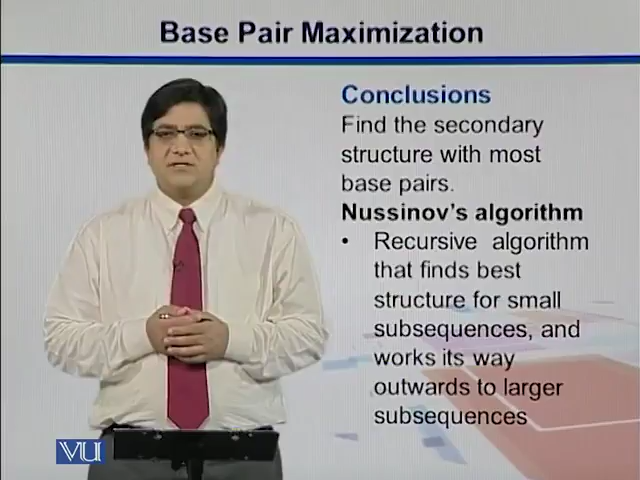 Base Pair Maximization
Conclusions
Find the secondary
structure with most
base pairs.
Nussinov's algorithm
• Recursive algorithm
that finds best
structure for small
subsequences, and
works its way
outwards to larger
subsequences
VU